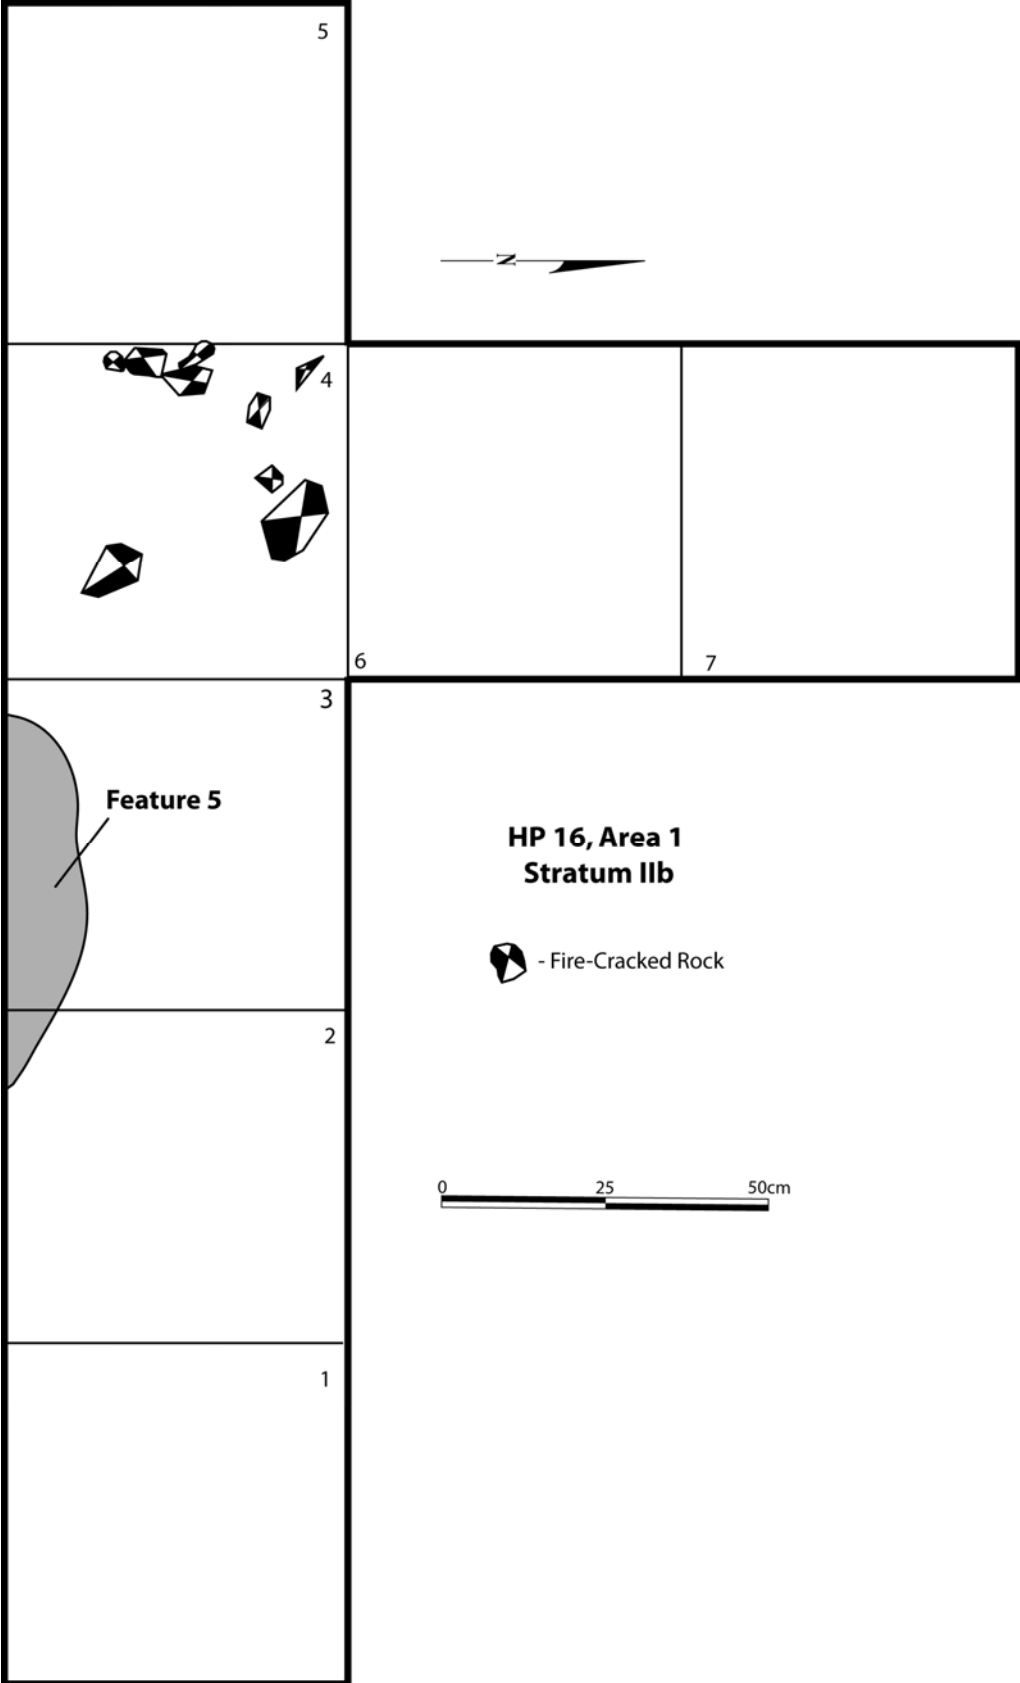 5
N
4
6
7
3
Feature 5
HP 16, Area 1
Stratum IIb
- Fire-Cracked Rock
2
0 25 50cm
1